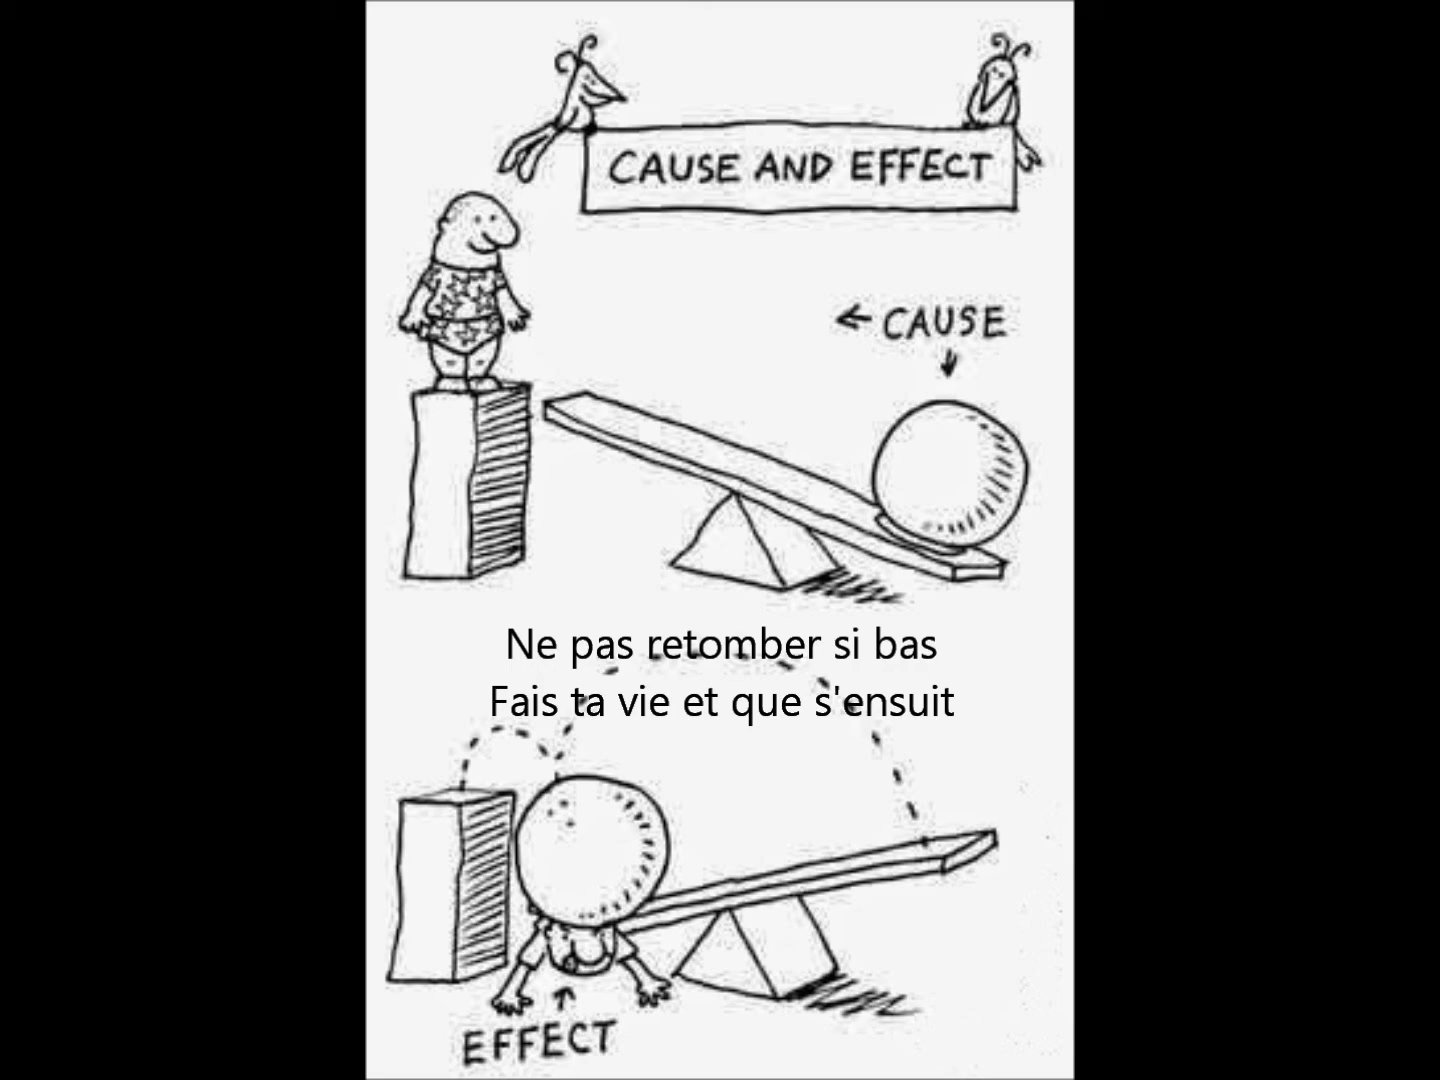 CAUSE AND EFFECT
← CAUSE
Ne pas retomber si bas
Fais ta vie et que s'ensuit
EFFECT